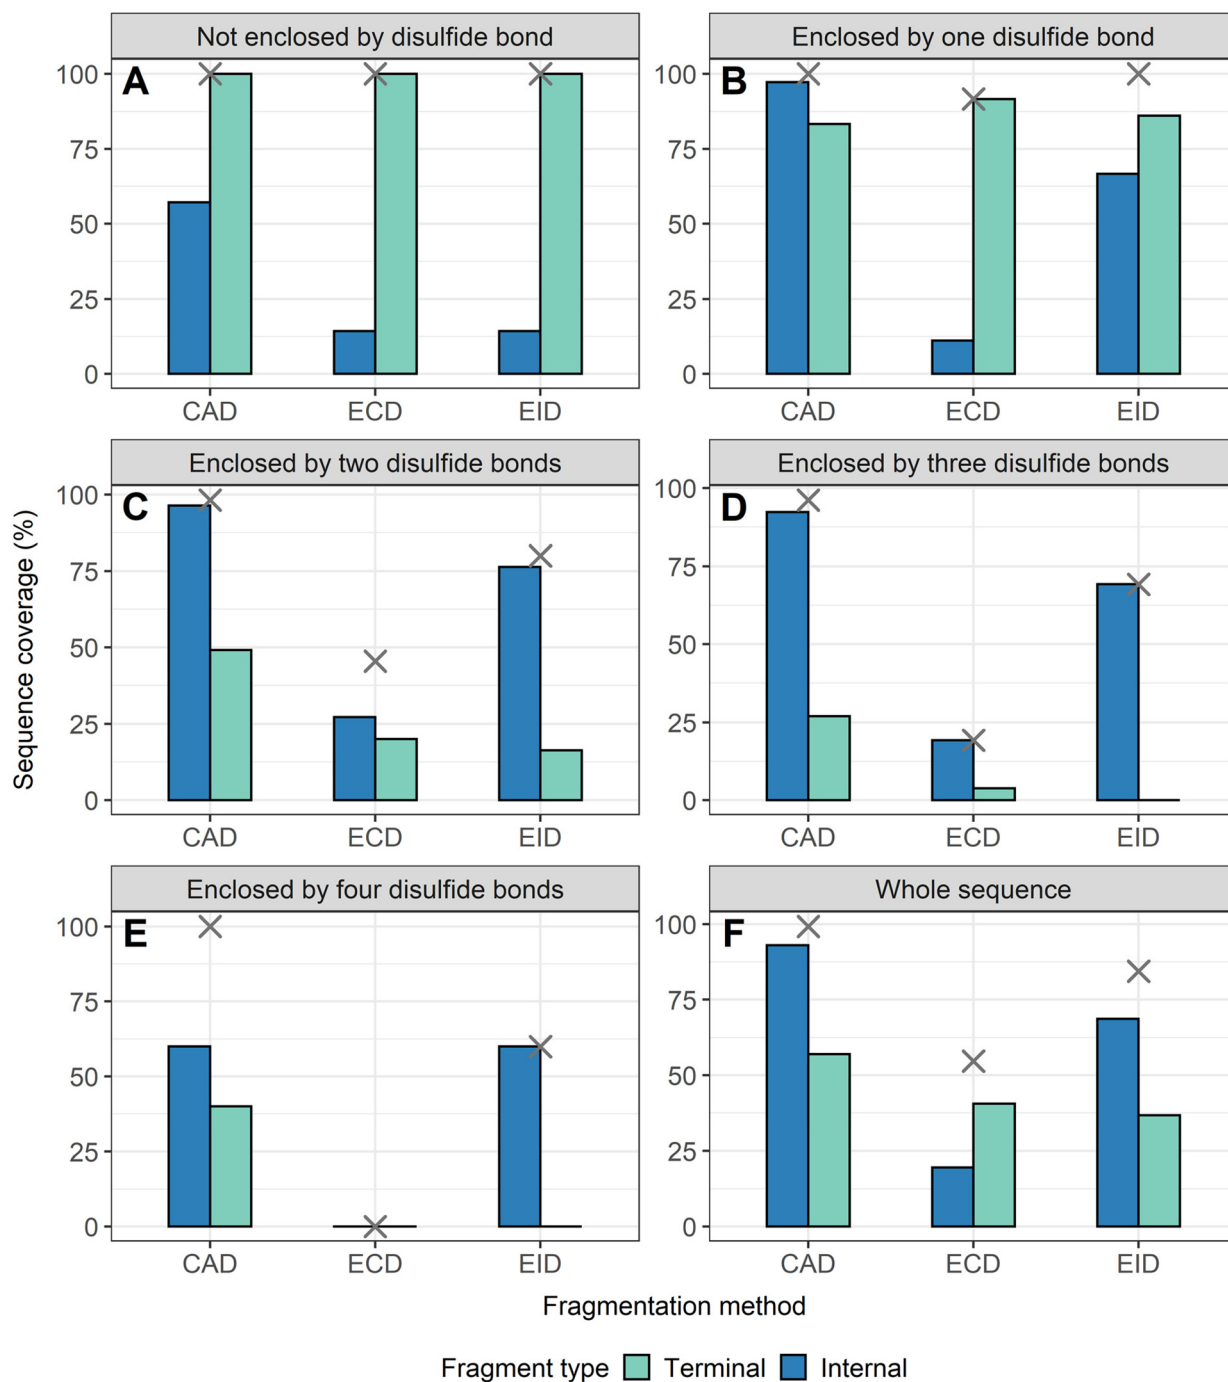 Not enclosed by disulfide bond
Enclosed by one disulfide bond
A
100
75
50
25
0
CAD
ECD
EID
B
100
75
50
25
0
CAD
ECD
EID
Enclosed by two disulfide bonds
Enclosed by three disulfide bonds
C
100
75
50
25
0
CAD
ECD
EID
D
100
75
50
25
0
CAD
ECD
EID
Sequence coverage (%)
Enclosed by four disulfide bonds
Whole sequence
E
100
75
50
25
0
CAD
ECD
EID
F
100
75
50
25
0
CAD
ECD
EID
Fragmentation method
Fragment type Terminal Internal